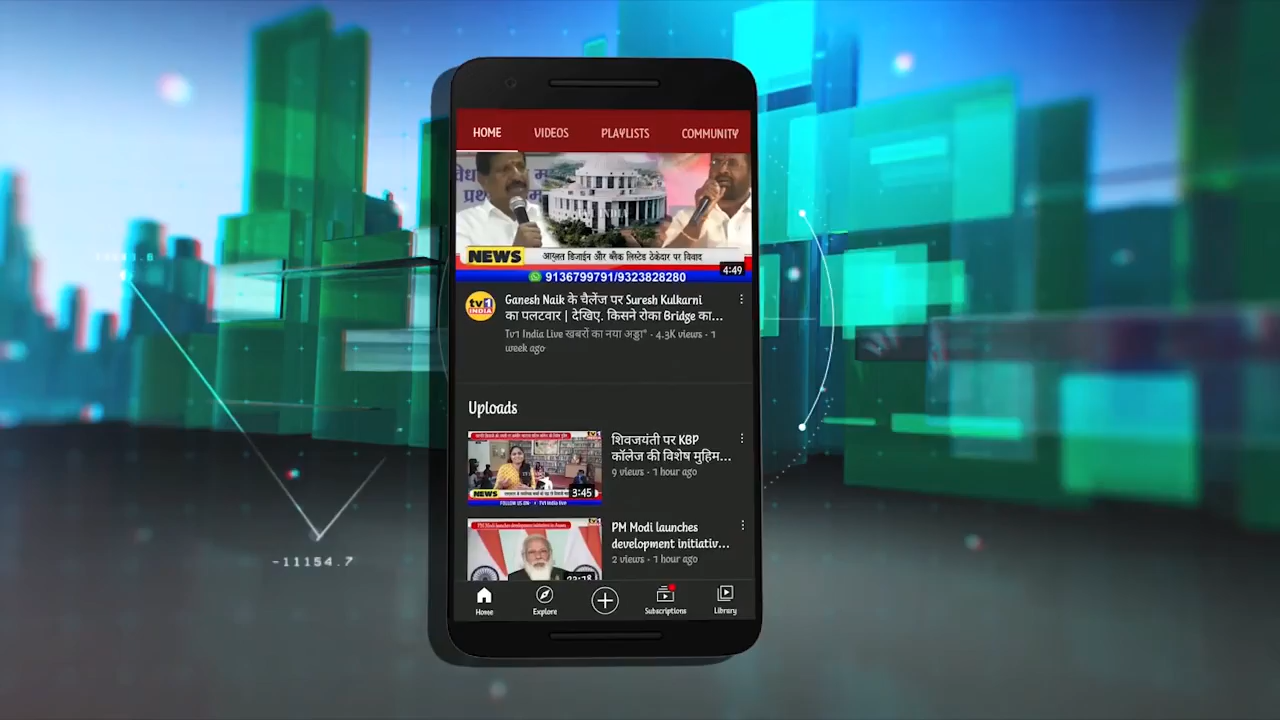 HOME VIDEOS PLAYLISTS COMMUNITY
NEWS
9136799791/9323828280
4:49
tv1
INDIA
Ganesh Naik के चैलेंज पर Suresh Kulkarni
का पलटवार | देखिए. किसने रोका Bridge का...
Tv1 India Live खबरों का नया अड्डा" · 4.3K views · 1
week ago
Uploads
शिवजयंती पर KBP
कॉलेज की विशेष मुहिम...
9 views · 1 hour ago
NEWS
3:45
PM Modi launches
development initiativ...
2 views · 1 hour ago
Home Explore Subscriptions Library
-11154.7